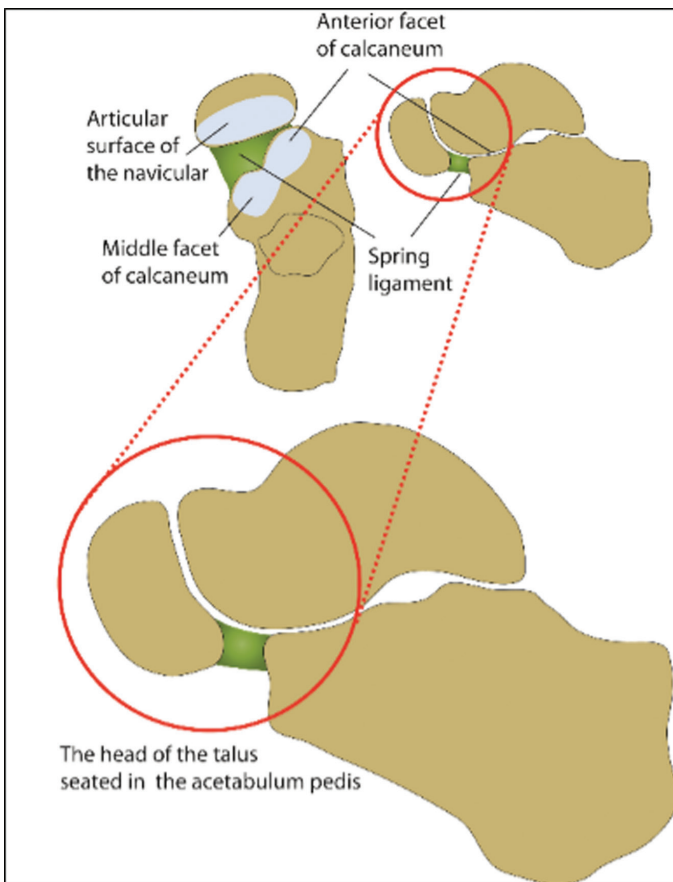 Anterior facet
of calcaneum
Articular
surface of
the navicular
Middle facet
of calcaneum
Spring
ligament
The head of the talus
seated in the acetabulum pedis